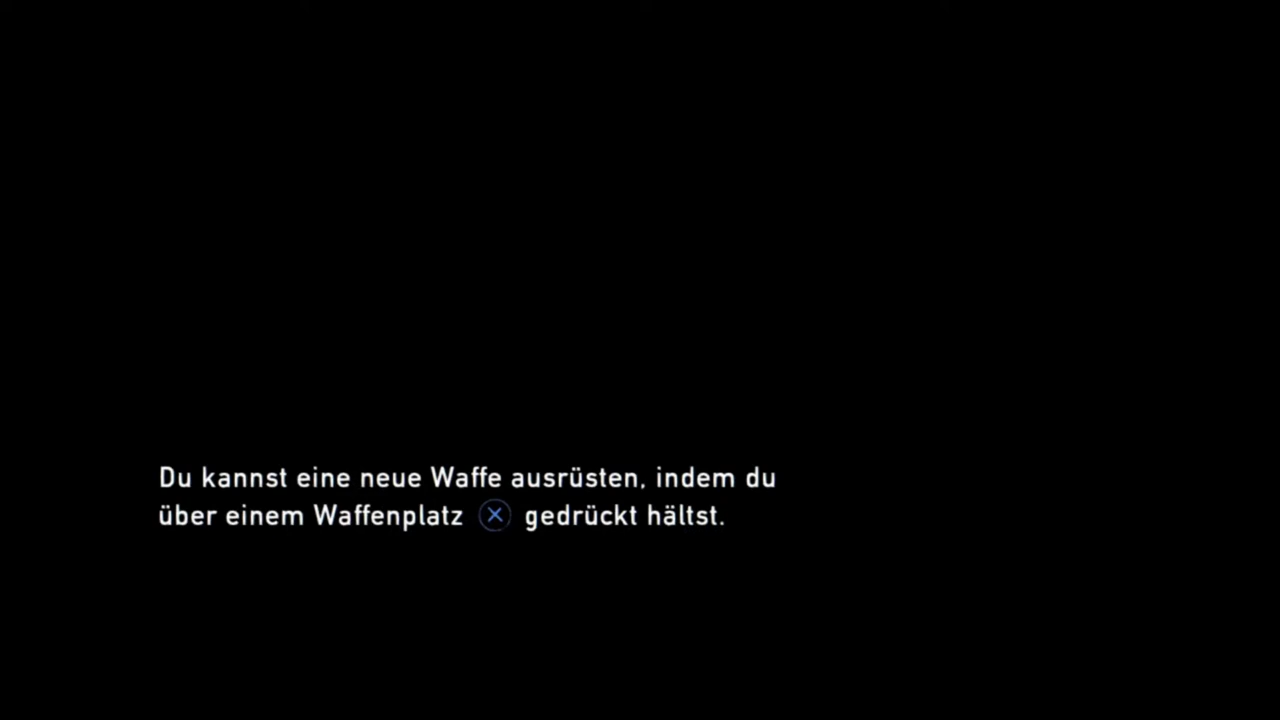 Du kannst eine neue Waffe ausrüsten, indem du
über einem Waffenplatz ⓧ gedrückt hältst.